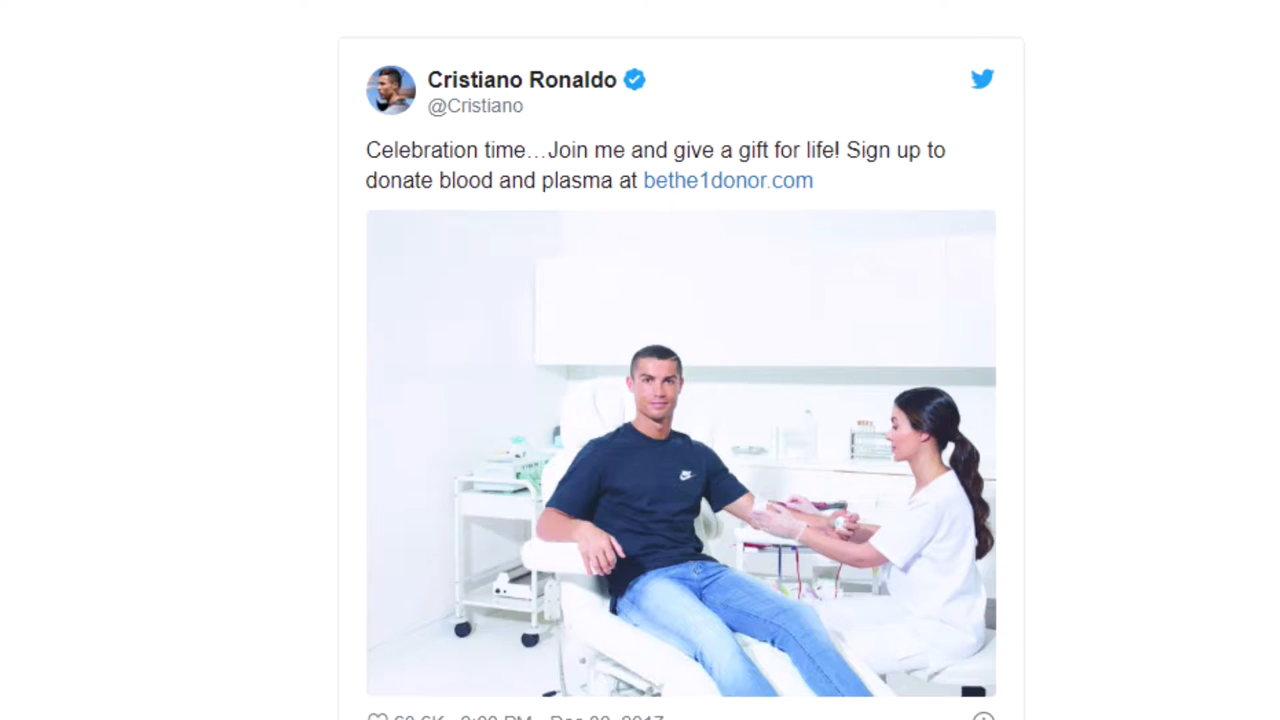 Cristiano Ronaldo
@Cristiano
Celebration time…Join me and give a gift for life! Sign up to
donate blood and plasma at bethe1donor.com